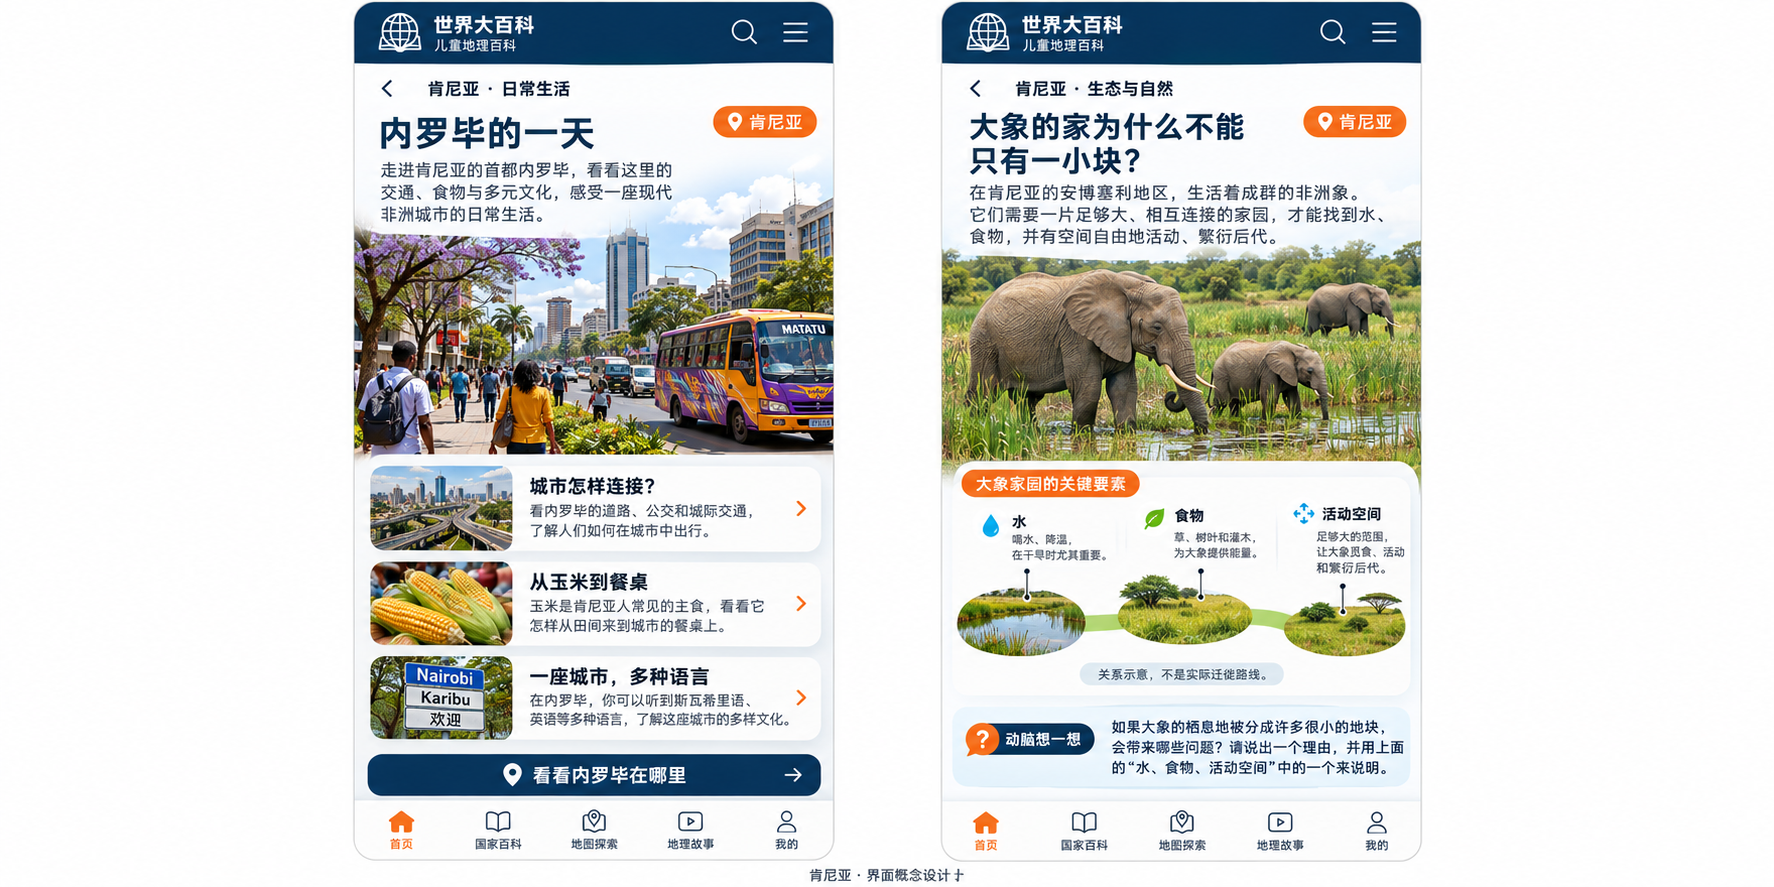 世界大百科
儿童地理百科
肯尼亚 · 日常生活
内罗毕的一天
肯尼亚
走进肯尼亚的首都内罗毕，看看这里的
交通、食物与多元文化，感受一座现代
非洲城市的日常生活。
MATATU
城市怎样连接？
看内罗毕的道路、公交和城际交通，
了解人们如何在城市中出行。
从玉米到餐桌
玉米是肯尼亚人常见的主食，看看它
怎样从田间来到城市的餐桌上。
Nairobi
Karibu
欢迎
一座城市，多种语言
在内罗毕，你可以听到斯瓦希里语、
英语等多种语言，了解这座城市的多样文化。
看看内罗毕在哪里
首页
国家百科
地图探索
地理故事
我的
世界大百科
儿童地理百科
肯尼亚 · 生态与自然
大象的家为什么不能
只有一小块？
肯尼亚
在肯尼亚的安博塞利地区，生活着成群的非洲象。
它们需要一片足够大、相互连接的家园，才能找到水、
食物，并有空间自由地活动、繁衍后代。
大象家园的关键要素
水
喝水、降温，
在干旱时尤其重要。
食物
草、树叶和灌木，
为大象提供能量。
活动空间
足够大的范围，
让大象觅食、活动
和繁衍后代。
关系示意，不是实际迁徙路线。
动脑想一想
如果大象的栖息地被分成许多很小的地块，
会带来哪些问题？请说出一个理由，并用上面
的“水、食物、活动空间”中的一个来说明。
首页
国家百科
地图探索
地理故事
我的
肯尼亚 · 界面概念设计